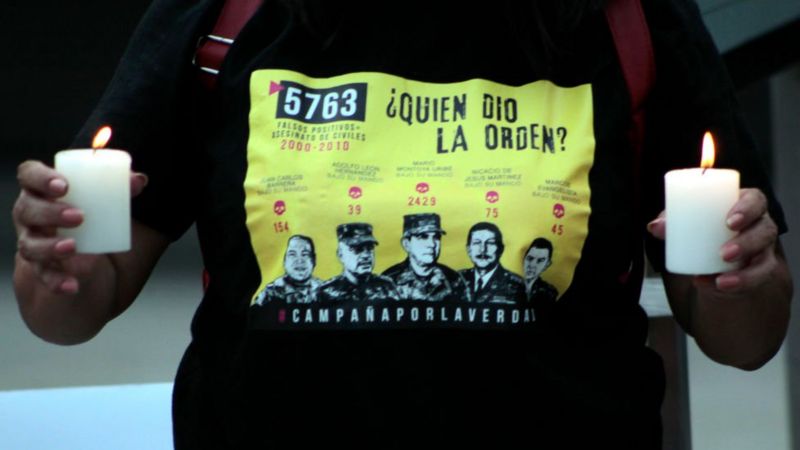 5763
FALSOS POSITIVOS=
ASESINATO DE CIVILES
2000-2010
¿QUIEN DIO
LA ORDEN?
JUAN CARLOS
BARRERA
BAJO SU MANDO
154
ADOLFO LEON
HERNANDEZ
BAJO SU MANDO
39
MARIO
MONTOYA URIBE
BAJO SU MANDO
2429
NICACIO DE
JESUS MARTINEZ
BAJO SU MANDO
75
MARCOS
EVANGELISTA
BAJO SU MANDO
45
#CAMPAÑAPORLAVERDA